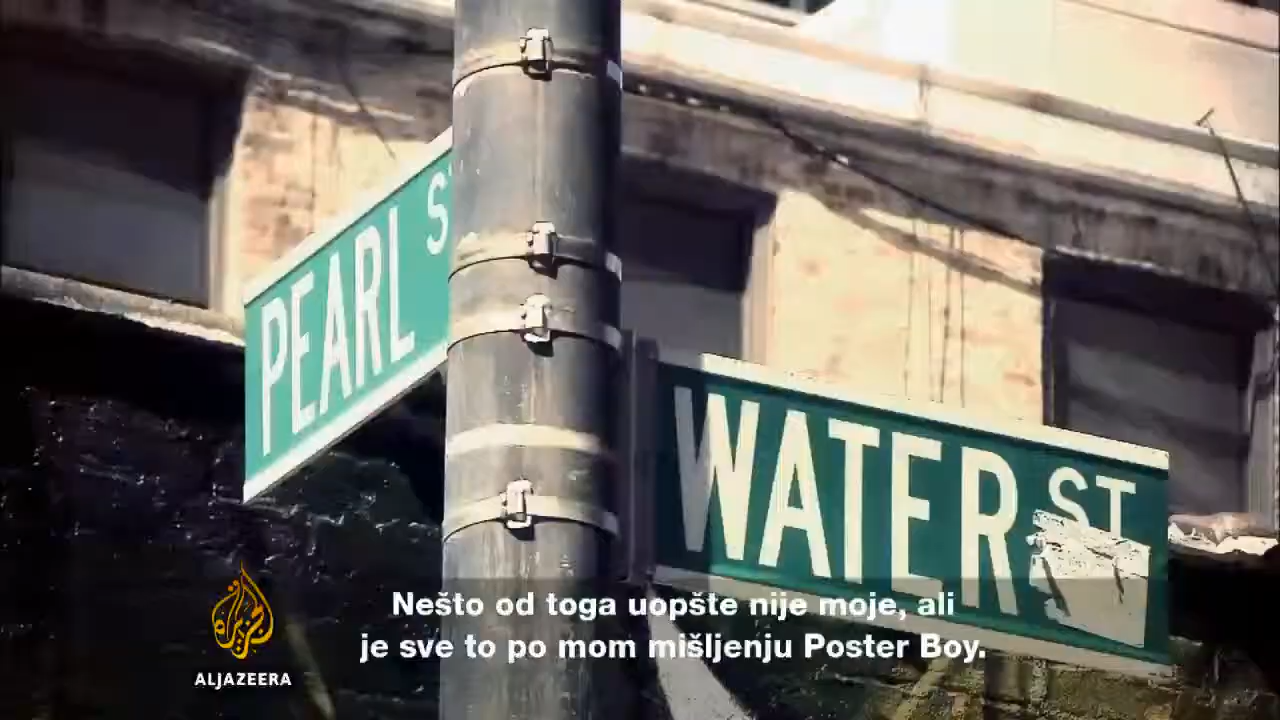 PEARL S
WATER ST
Nešto od toga uopšte nije moje, ali
je sve to po mom mišljenju Poster Boy.
ALJAZEERA